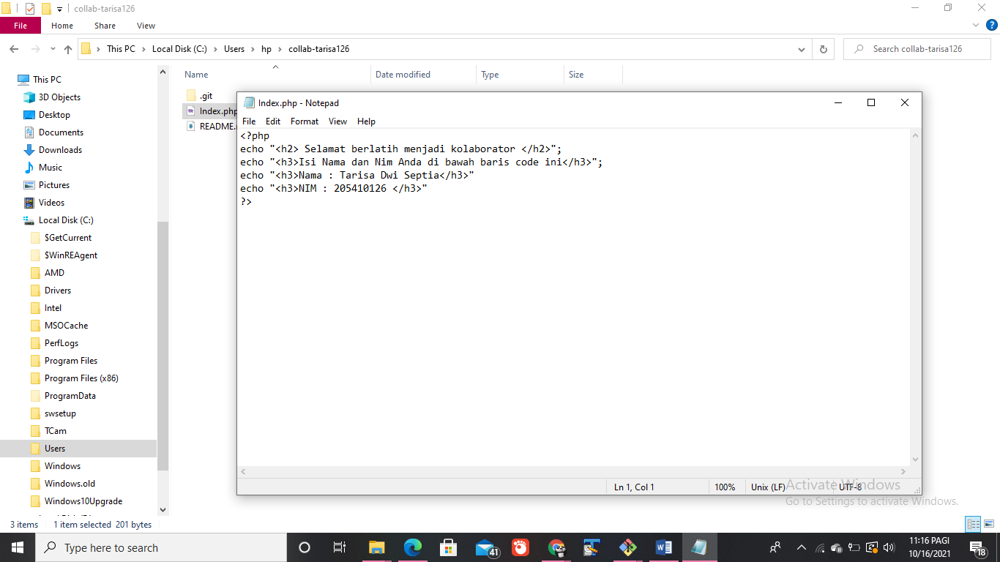 collab-tarisa126
File Home Share View
This PC Local Disk (C:) Users hp collab-tarisa126
Search collab-tarisa126
Name Date modified Type Size
This PC
3D Objects
Desktop
Documents
Downloads
Music
Pictures
Videos
Local Disk (C:)
$GetCurrent
$WinREAgent
AMD
Drivers
Intel
MSOCache
PerfLogs
Program Files
Program Files (x86)
ProgramData
swsetup
TCam
Users
Windows
Windows.old
Windows10Upgrade
.git
Index.php
README.
Index.php - Notepad
File Edit Format View Help
<?php
echo "<h2> Selamat berlatih menjadi kolaborator </h2>";
echo "<h3>Isi Nama dan Nim Anda di bawah baris code ini</h3>";
echo "<h3>Nama : Tarisa Dwi Septia</h3>"
echo "<h3>NIM : 205410126 </h3>"
?>
Ln 1, Col 1 100% Unix (LF) UTF-8
Activate Windows
Go to Settings to activate Windows.
3 items 1 item selected 201 bytes
Type here to search
41
11:16 PAGI
10/16/2021
18